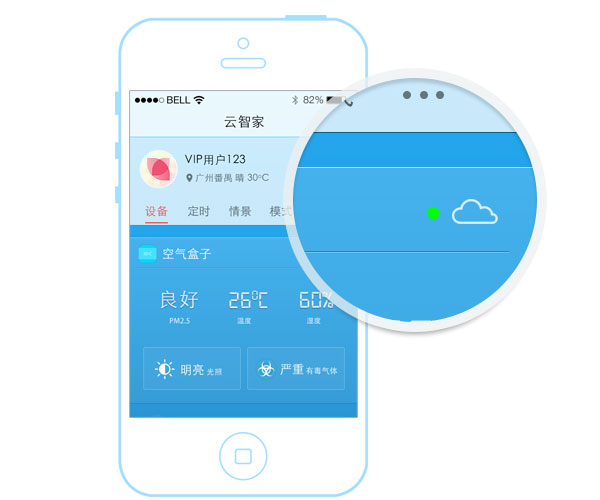 BELL 82%
云智家
VIP用户123
广州番禺 晴 30°C
设备 定时 情景 模式
空气盒子
良好 26°C 60%
PM2.5 温度 湿度
明亮 光照 严重 有毒气体